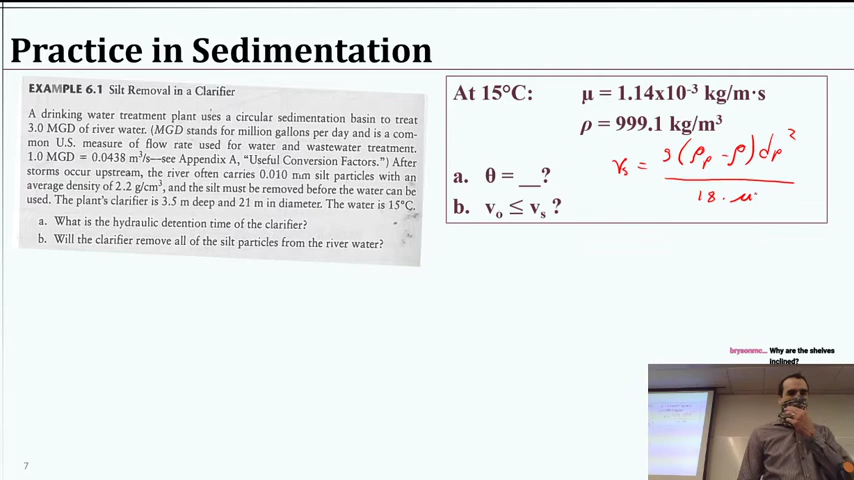 Practice in Sedimentation
EXAMPLE 6.1 Silt Removal in a Clarifier
A drinking water treatment plant uses a circular sedimentation basin to treat
3.0 MGD of river water. (MGD stands for million gallons per day and is a com-
mon U.S. measure of flow rate used for water and wastewater treatment.
1.0 MGD = 0.0438 m³/s—see Appendix A, “Useful Conversion Factors.”) After
storms occur upstream, the river often carries 0.010 mm silt particles with an
average density of 2.2 g/cm³, and the silt must be removed before the water can be
used. The plant's clarifier is 3.5 m deep and 21 m in diameter. The water is 15°C.
a. What is the hydraulic detention time of the clarifier?
b. Will the clarifier remove all of the silt particles from the river water?
At 15°C: μ = 1.14x10⁻³ kg/m·s
ρ = 999.1 kg/m³
vs = g(ρp - ρ)dp²
18 · μ
a. θ = __?
b. vₒ ≤ vₛ ?
brysonmc... Why are the shelves
inclined?
7